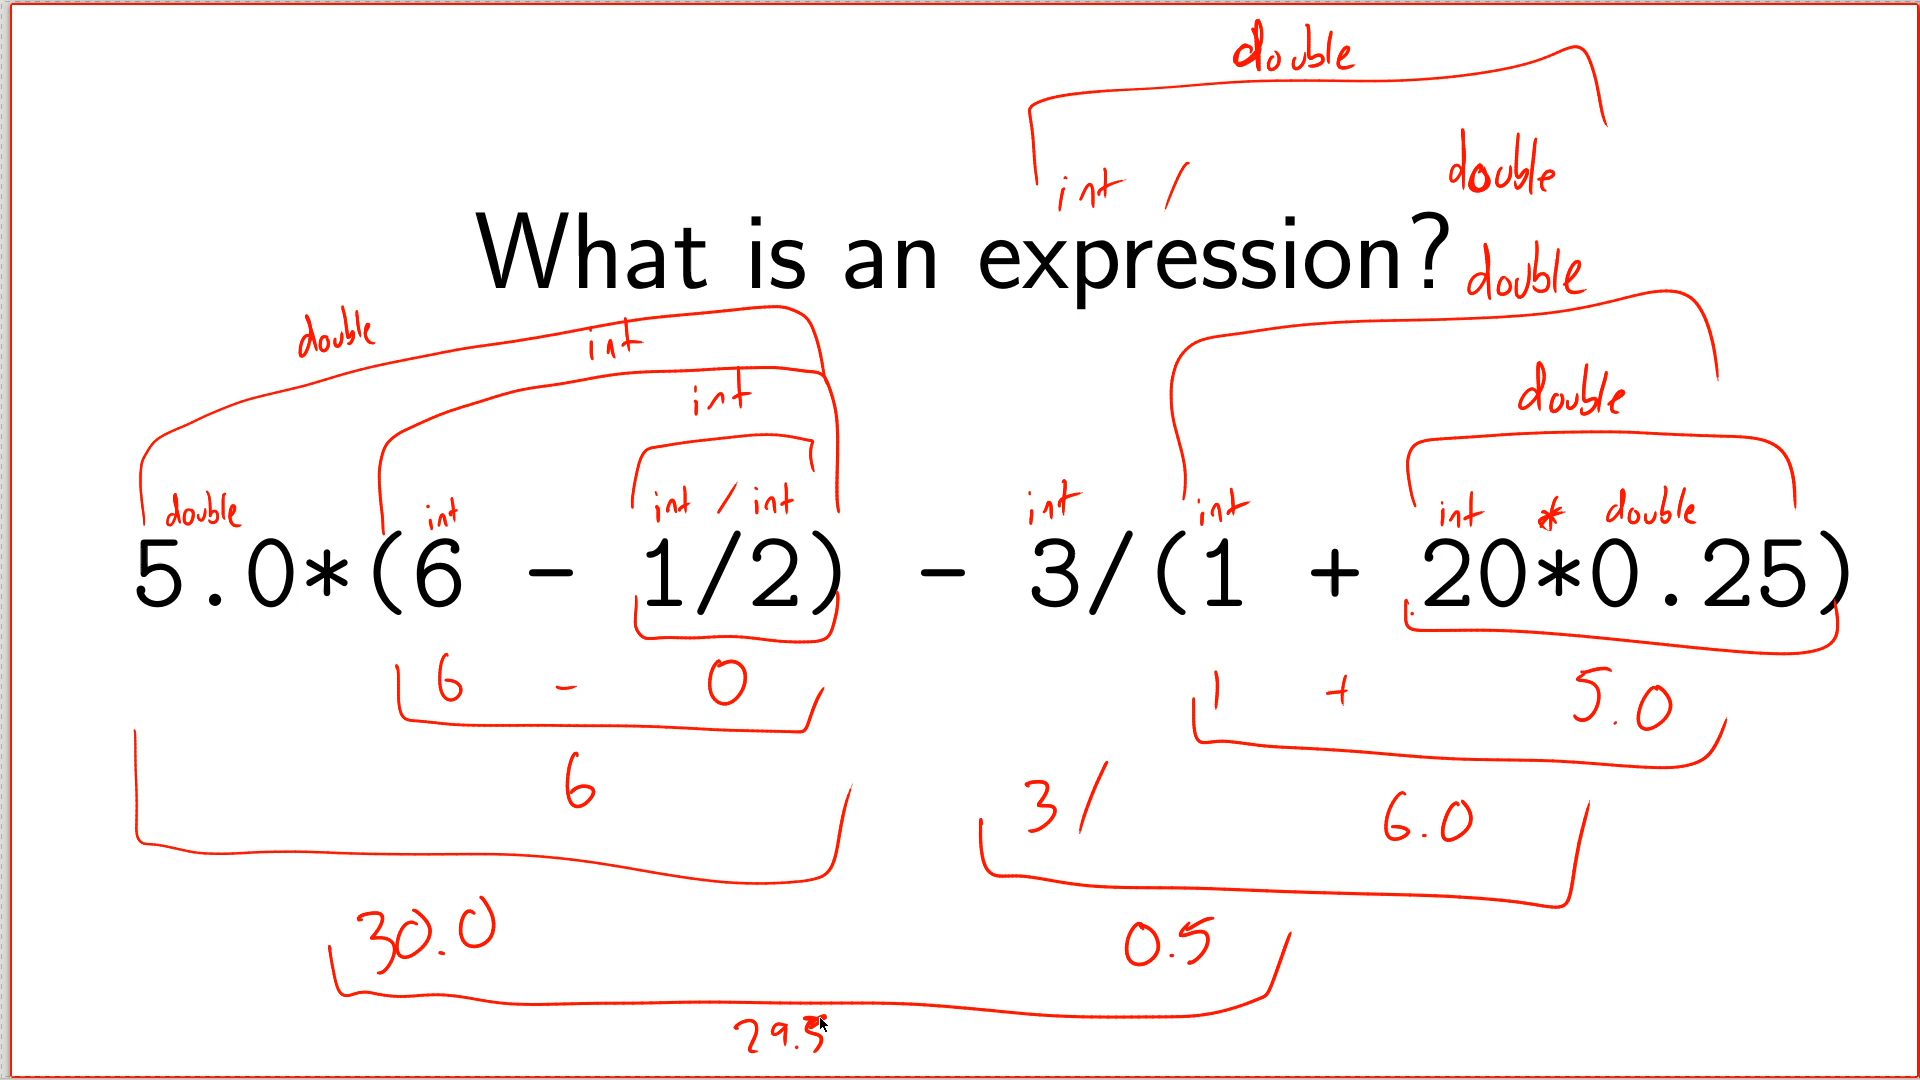 double
int / double
What is an expression?
double
double int
int double
double int int / int int int int * double
5.0*(6 - 1/2) - 3/(1 + 20*0.25)
6 - 0 1 + 5.0
6 3/ 6.0
30.0 0.5
29.5